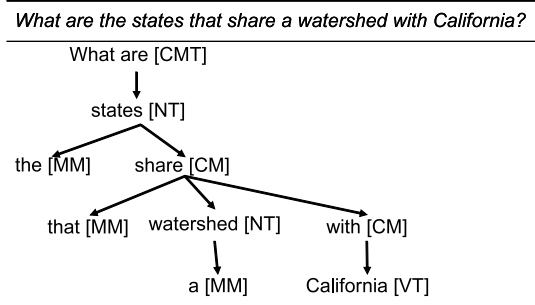 What are the states that share a watershed with California?
What are [CMT]
states [NT]
the [MM] share [CM]
that [MM] watershed [NT] with [CM]
a [MM] California [VT]